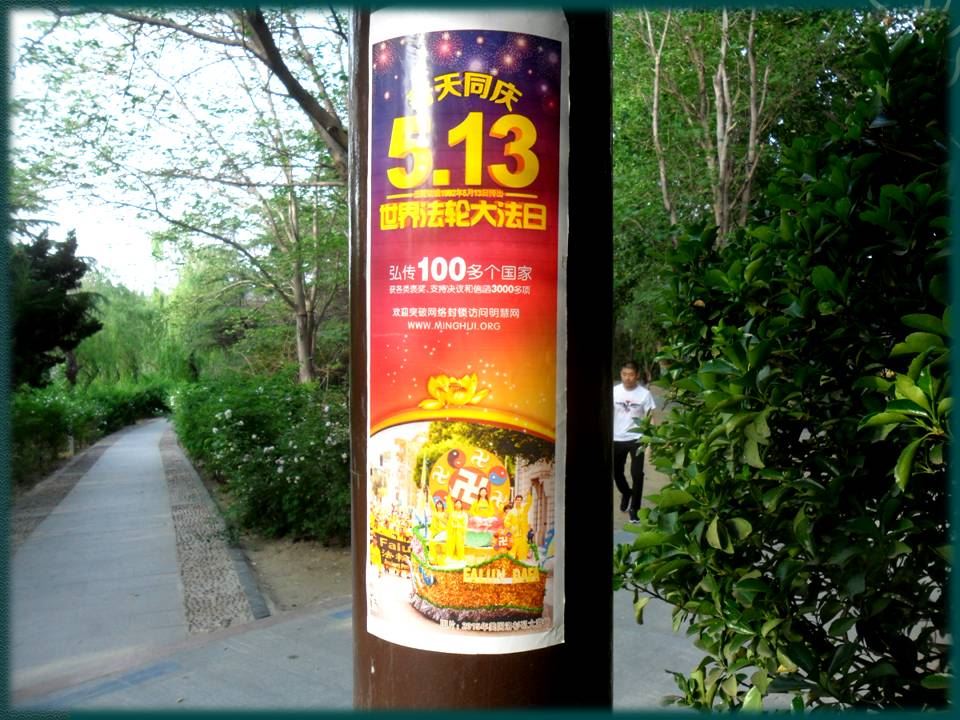 天同庆
5.13
世界法轮大法日
弘传100多个国家
获各类褒奖、支持决议和信函3000多项
欢迎突破网络封锁访问明慧网
WWW.MINGHUI.ORG
Falu
FALUN DAF